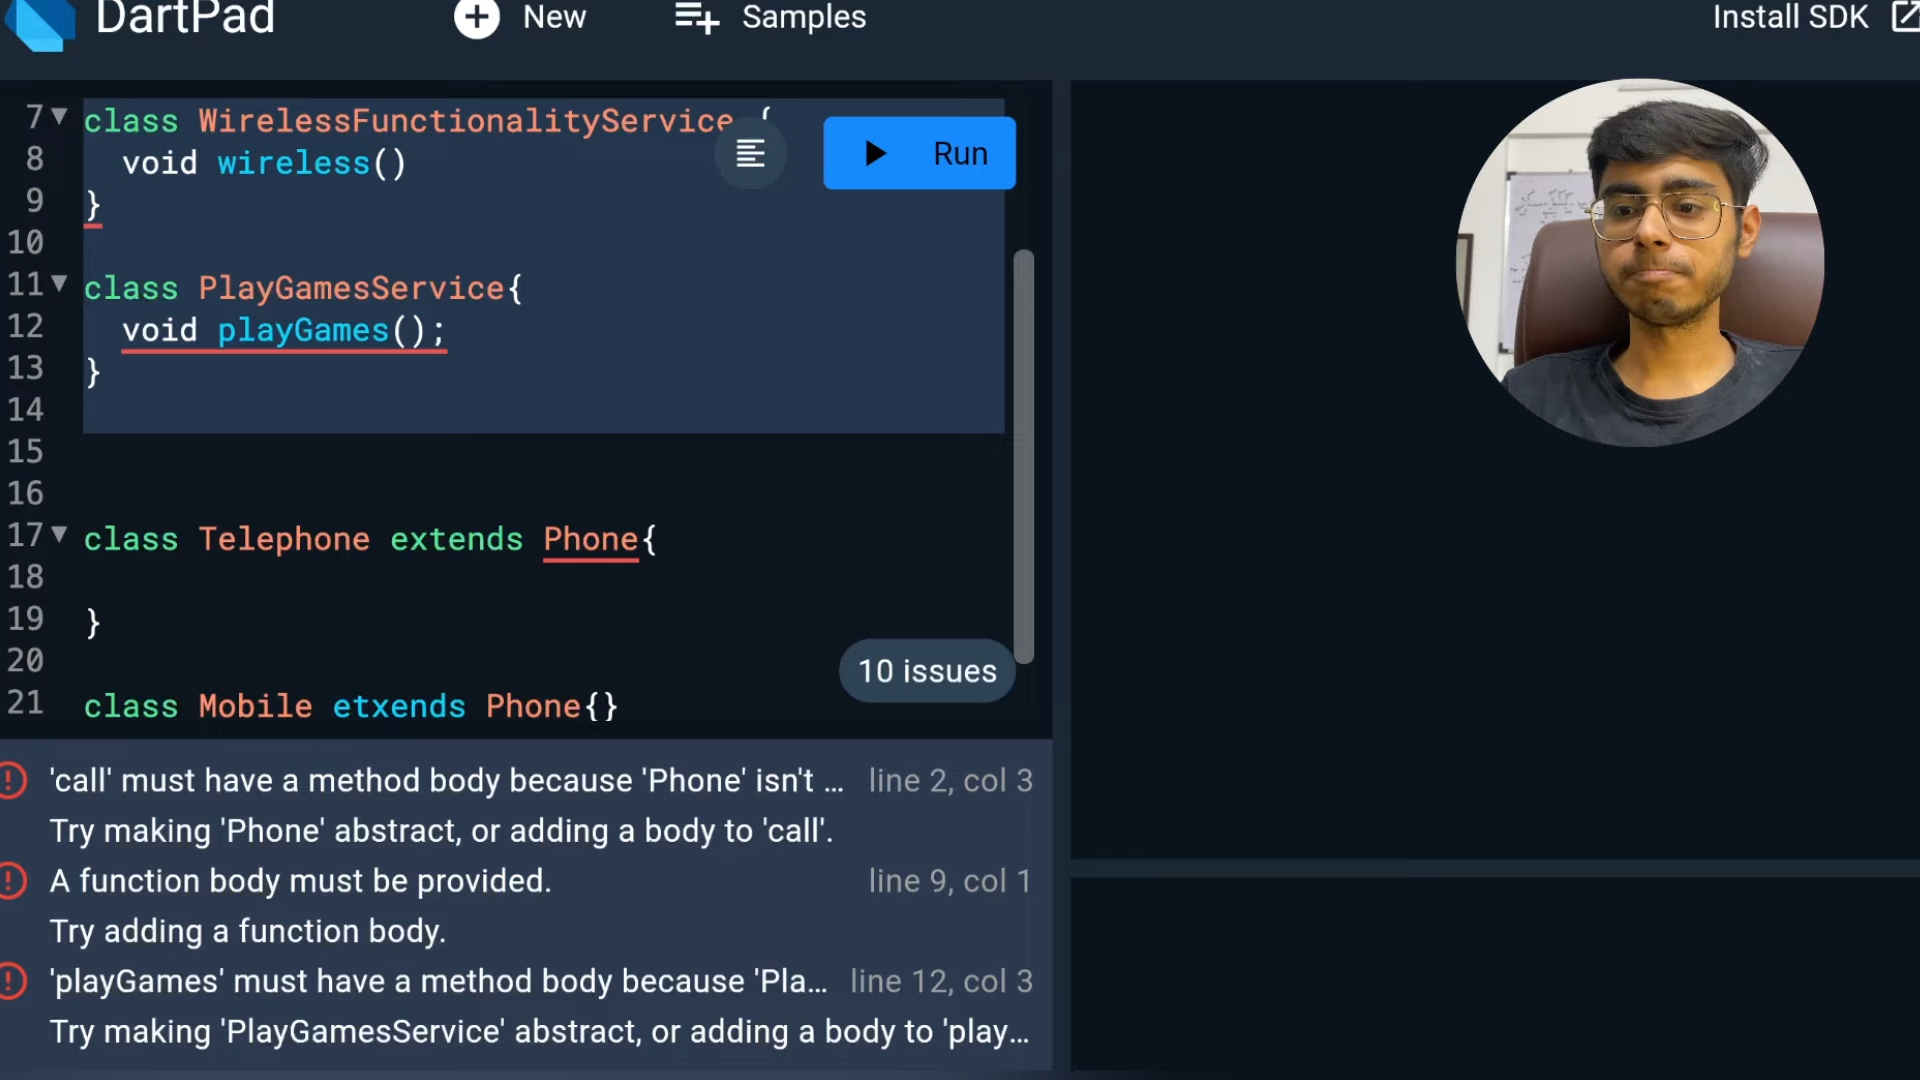 DartPad
New
Samples
Install SDK
7 class WirelessFunctionalityService {
8 void wireless()
9 }
10
11 class PlayGamesService{
12 void playGames();
13 }
14
15
16
17 class Telephone extends Phone{
18
19 }
20
21 class Mobile etxends Phone{}
Run
10 issues
'call' must have a method body because 'Phone' isn't ... line 2, col 3
Try making 'Phone' abstract, or adding a body to 'call'.
A function body must be provided. line 9, col 1
Try adding a function body.
'playGames' must have a method body because 'Pla... line 12, col 3
Try making 'PlayGamesService' abstract, or adding a body to 'play...